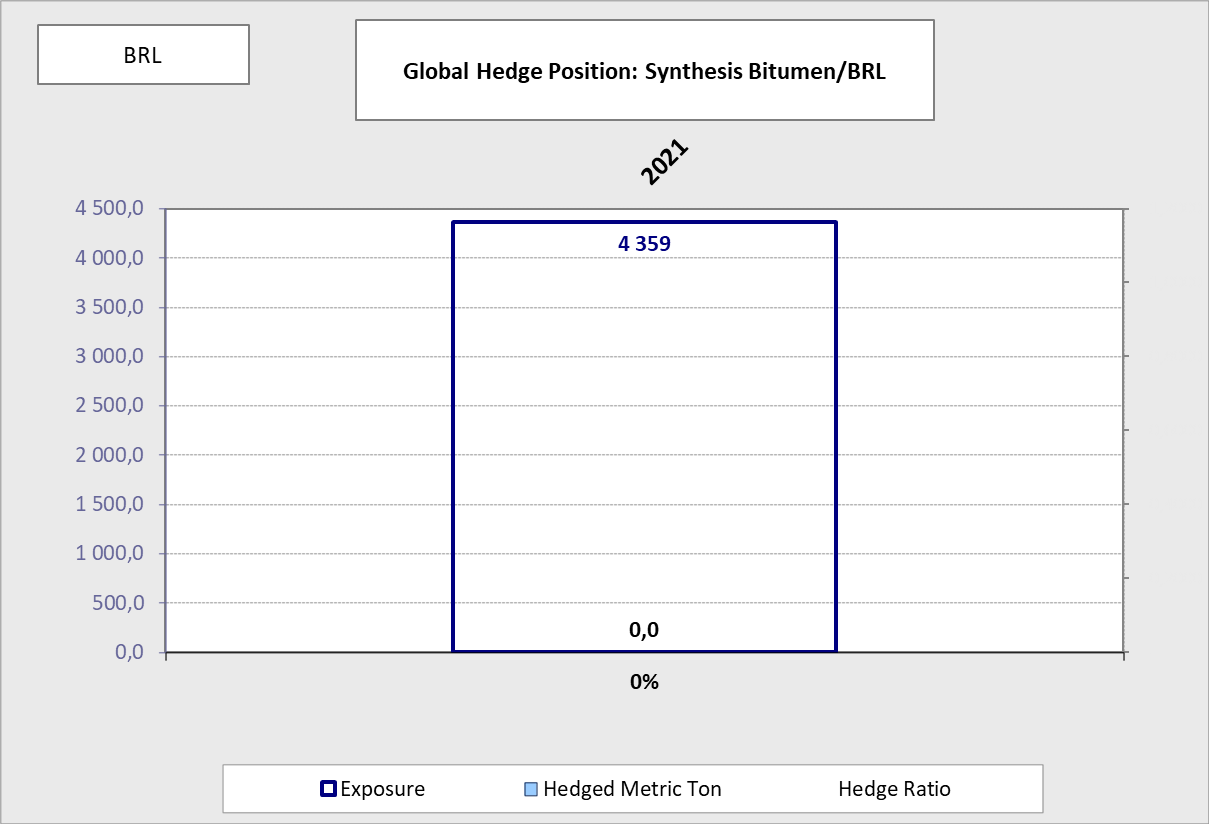 BRL
Global Hedge Position: Synthesis Bitumen/BRL
2021
4 500,0
4 000,0
3 500,0
3 000,0
2 500,0
2 000,0
1 500,0
1 000,0
500,0
0,0
4 359
0,0
0%
Exposure
Hedged Metric Ton
Hedge Ratio